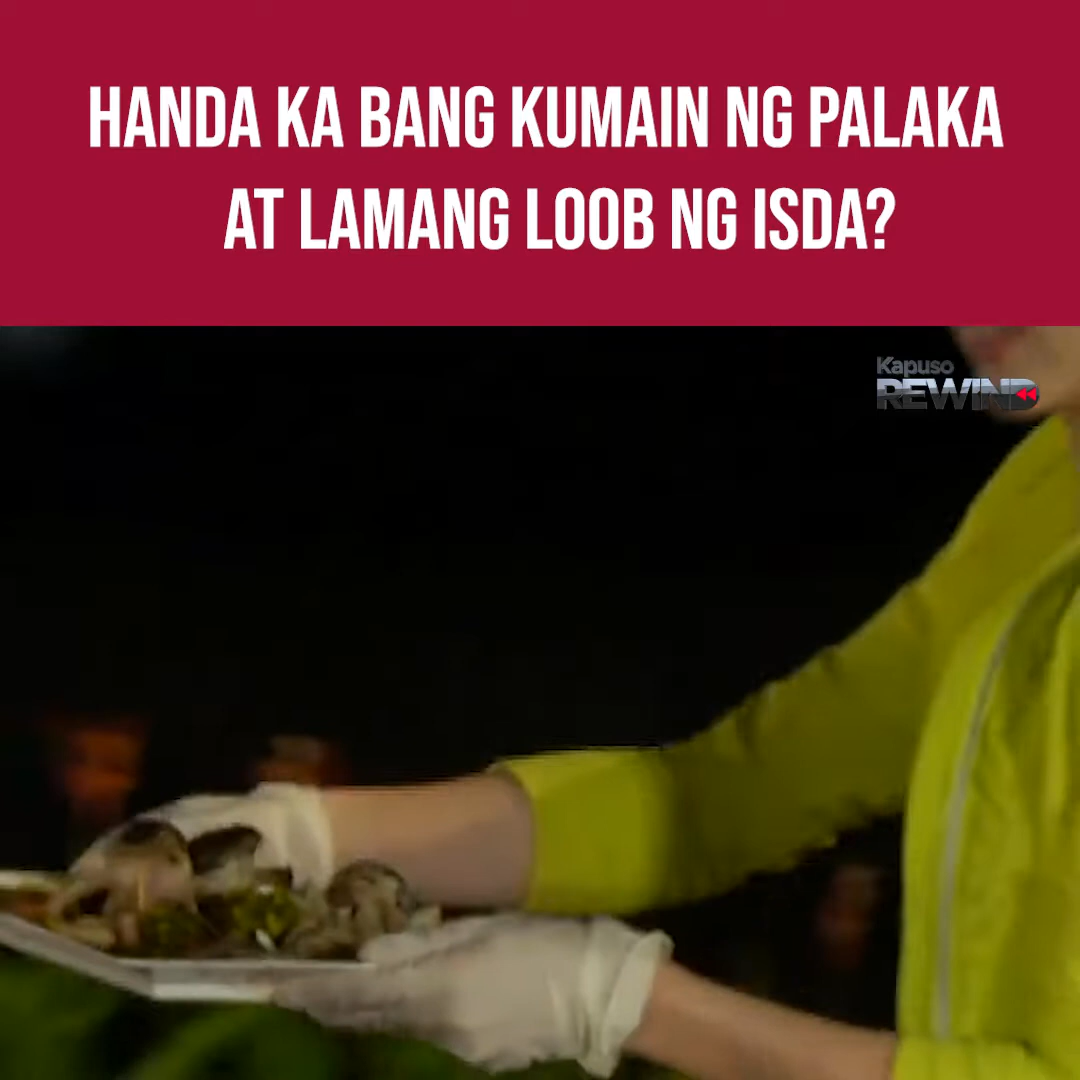 HANDA KA BANG KUMAIN NG PALAKA
AT LAMANG LOOB NG ISDA?
Kapuso
REWIND